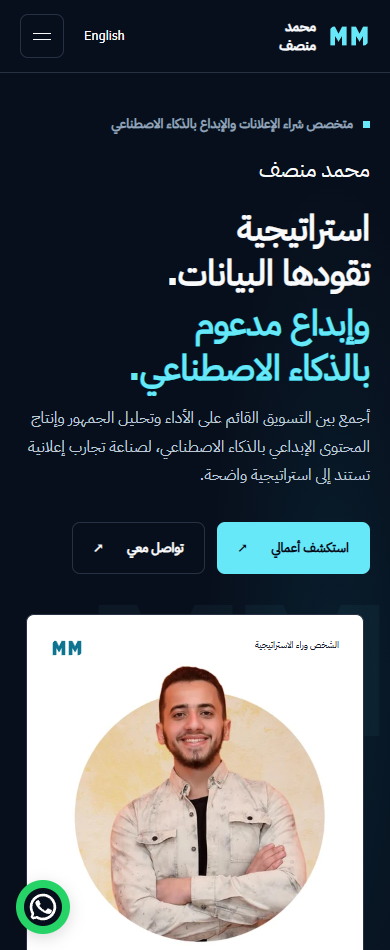 MM
محمد
منصف
English
متخصص شراء الإعلانات والإبداع بالذكاء الاصطناعي
محمد منصف
استراتيجية
تقودها البيانات.
وإبداع مدعوم
بالذكاء الاصطناعي.
أجمع بين التسويق القائم على الأداء وتحليل الجمهور وإنتاج
المحتوى الإبداعي بالذكاء الاصطناعي، لصناعة تجارب إعلانية
تستند إلى استراتيجية واضحة.
استكشف أعمالي ↗
تواصل معي ↗
الشخص وراء الاستراتيجية
MM